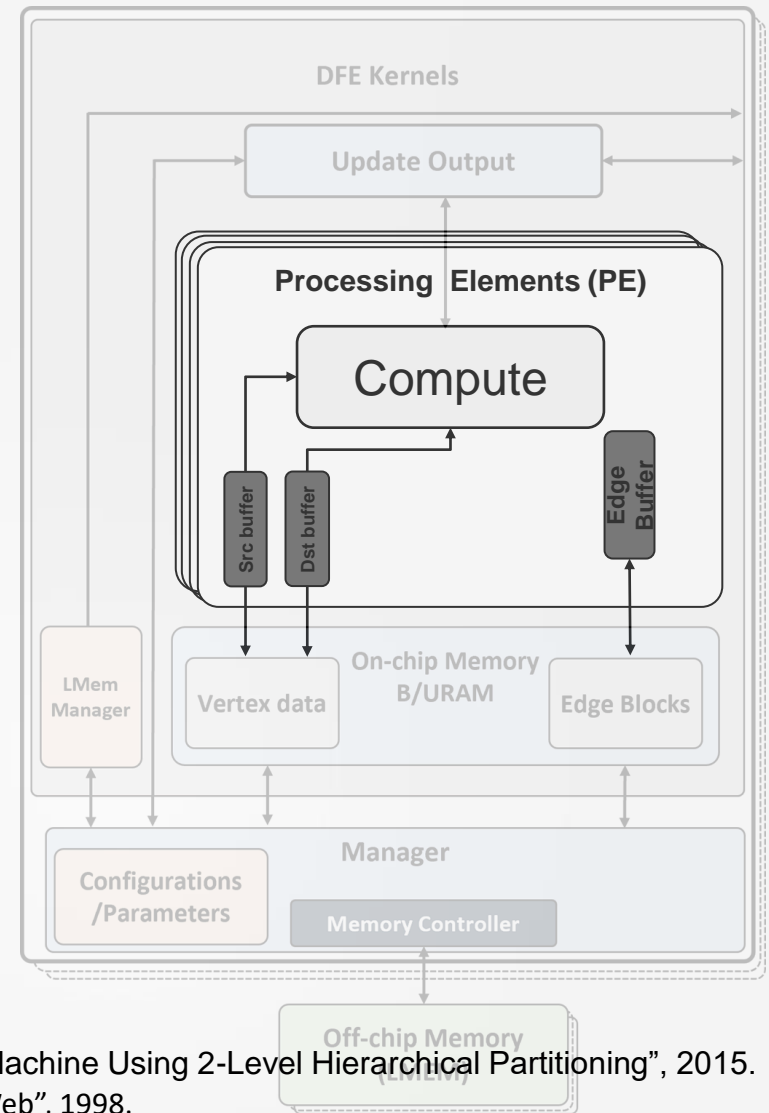 DFE Kernels
Update Output
Processing Elements (PE)
Compute
Src buffer
Dst buffer
Edge
Buffer
LMem
Manager
On-chip Memory
B/URAM
Vertex data
Edge Blocks
Manager
Configurations
/Parameters
Memory Controller
Off-chip Memory
(LMEM)
Machine Using 2-Level Hierarchical Partitioning”, 2015.
Web”, 1998.